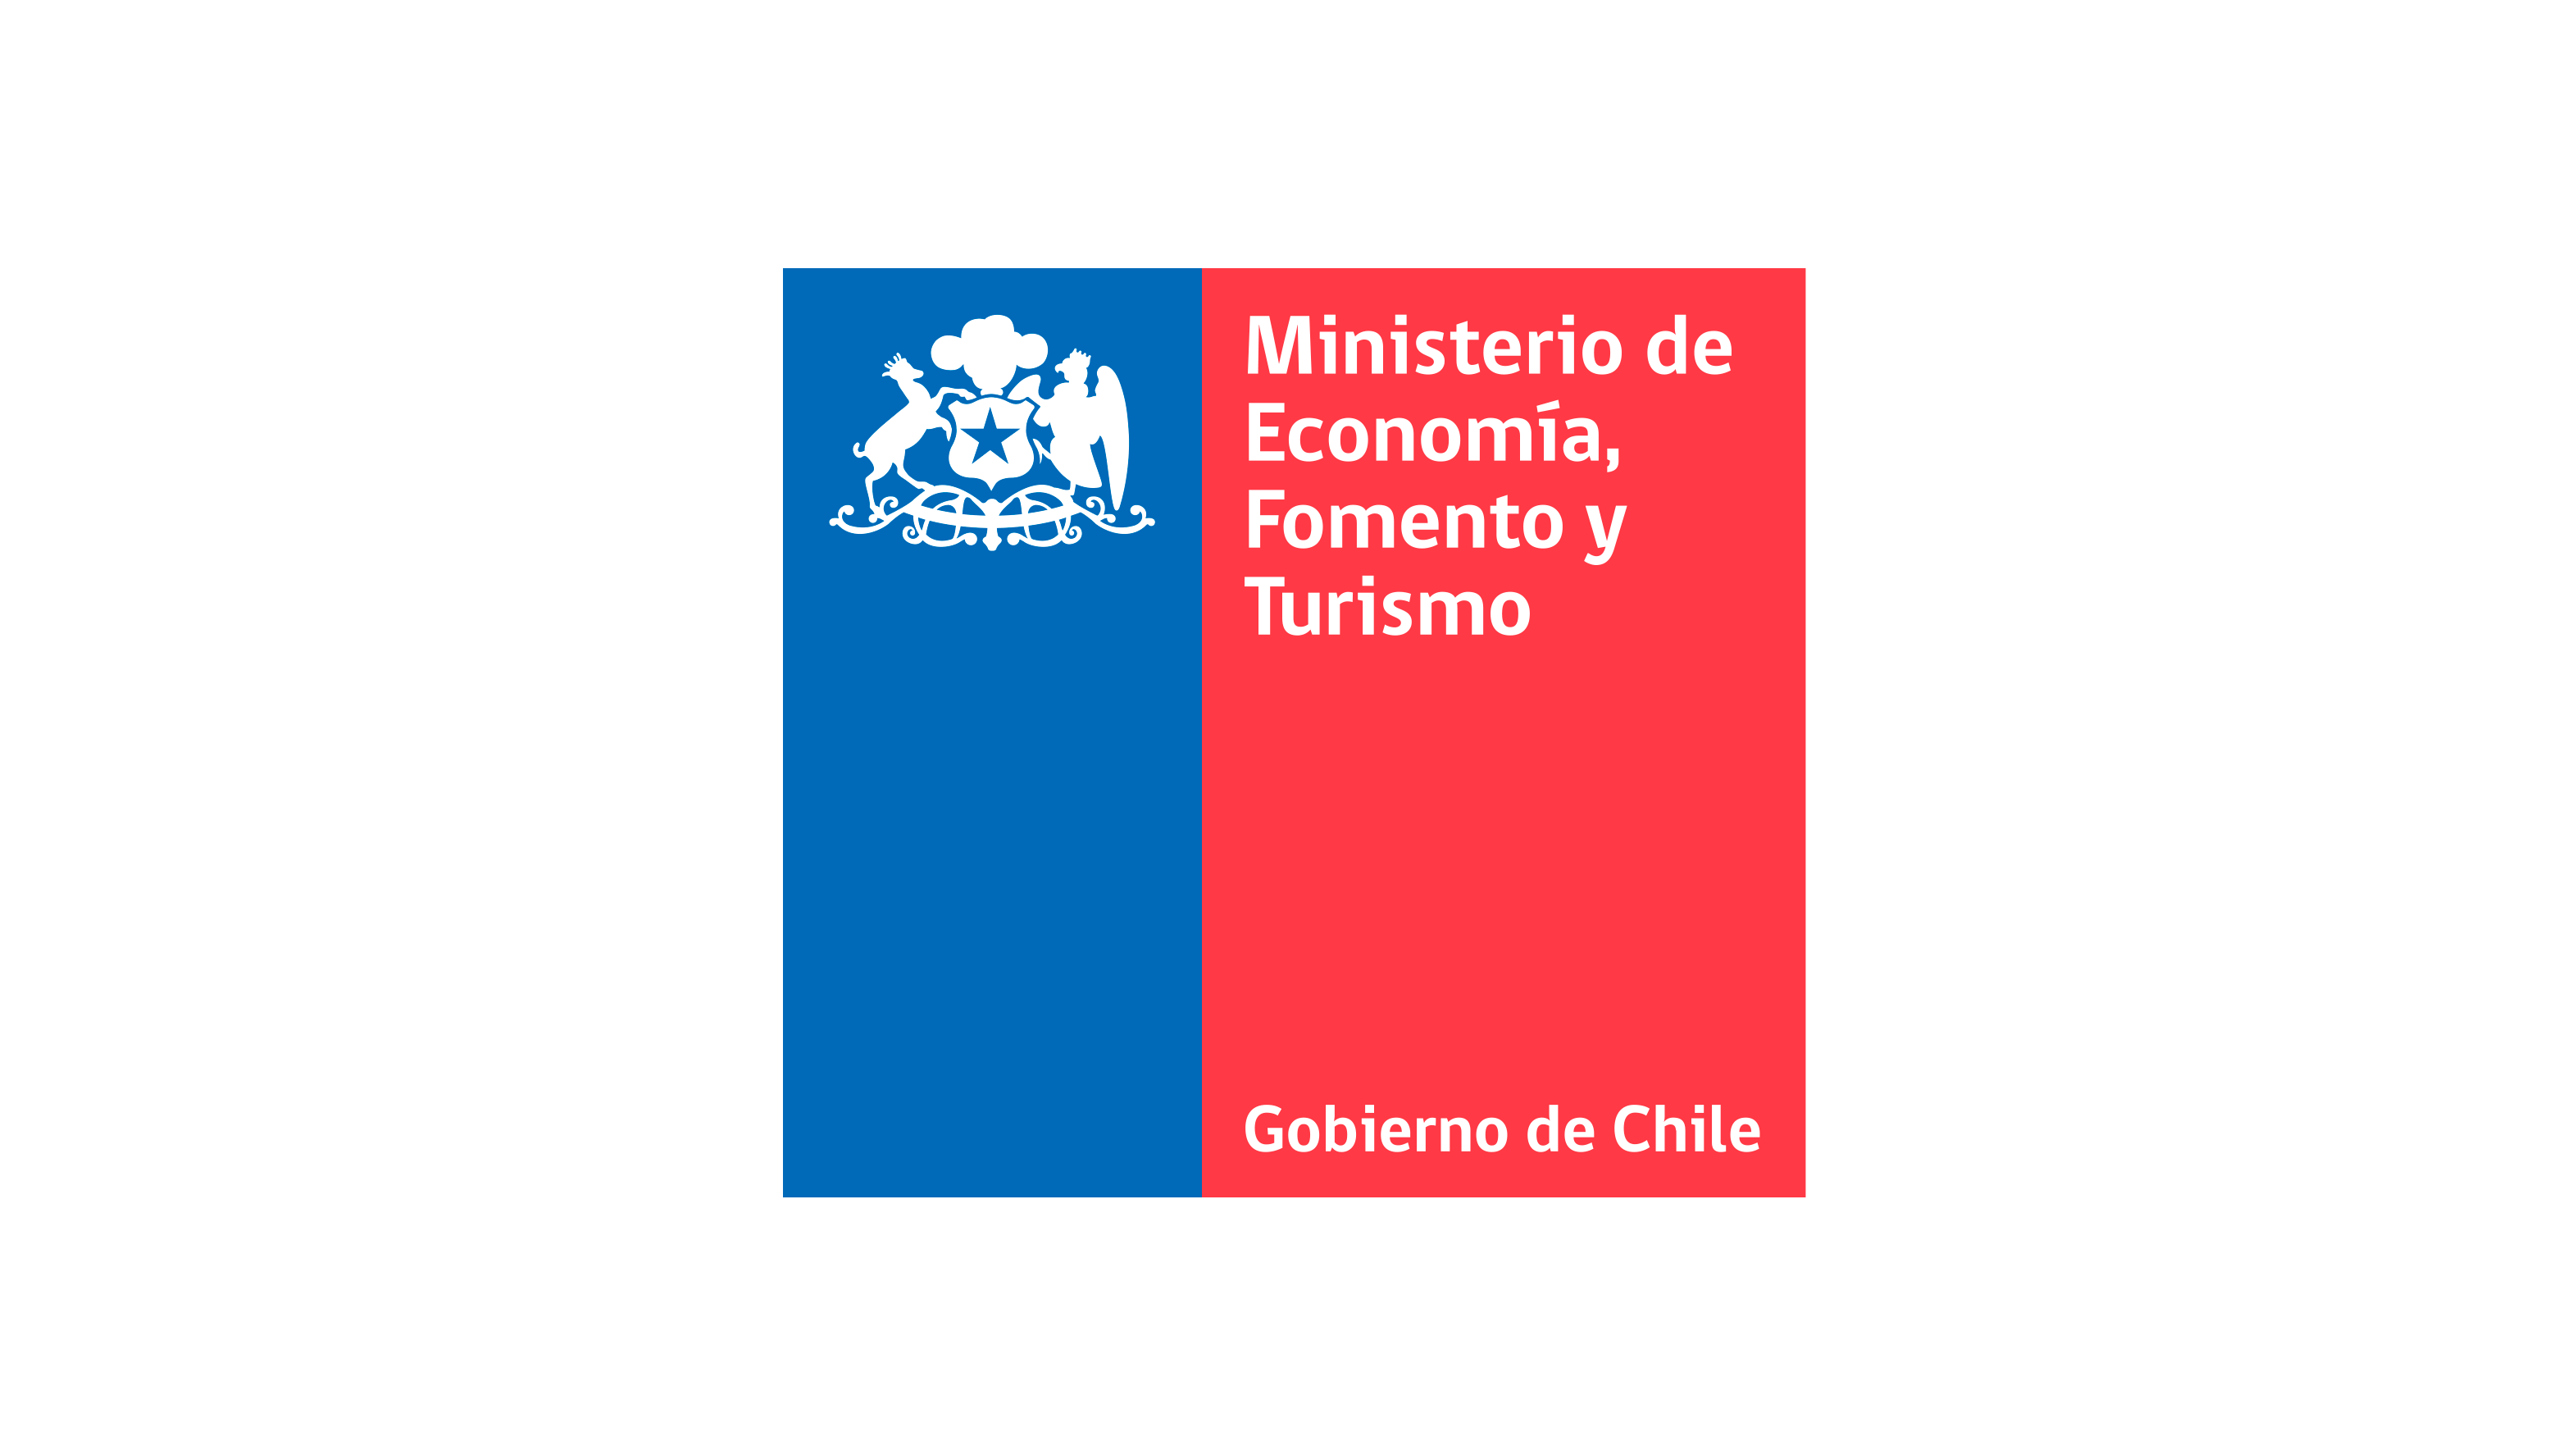 Ministerio de
Economía,
Fomento y
Turismo
Gobierno de Chile